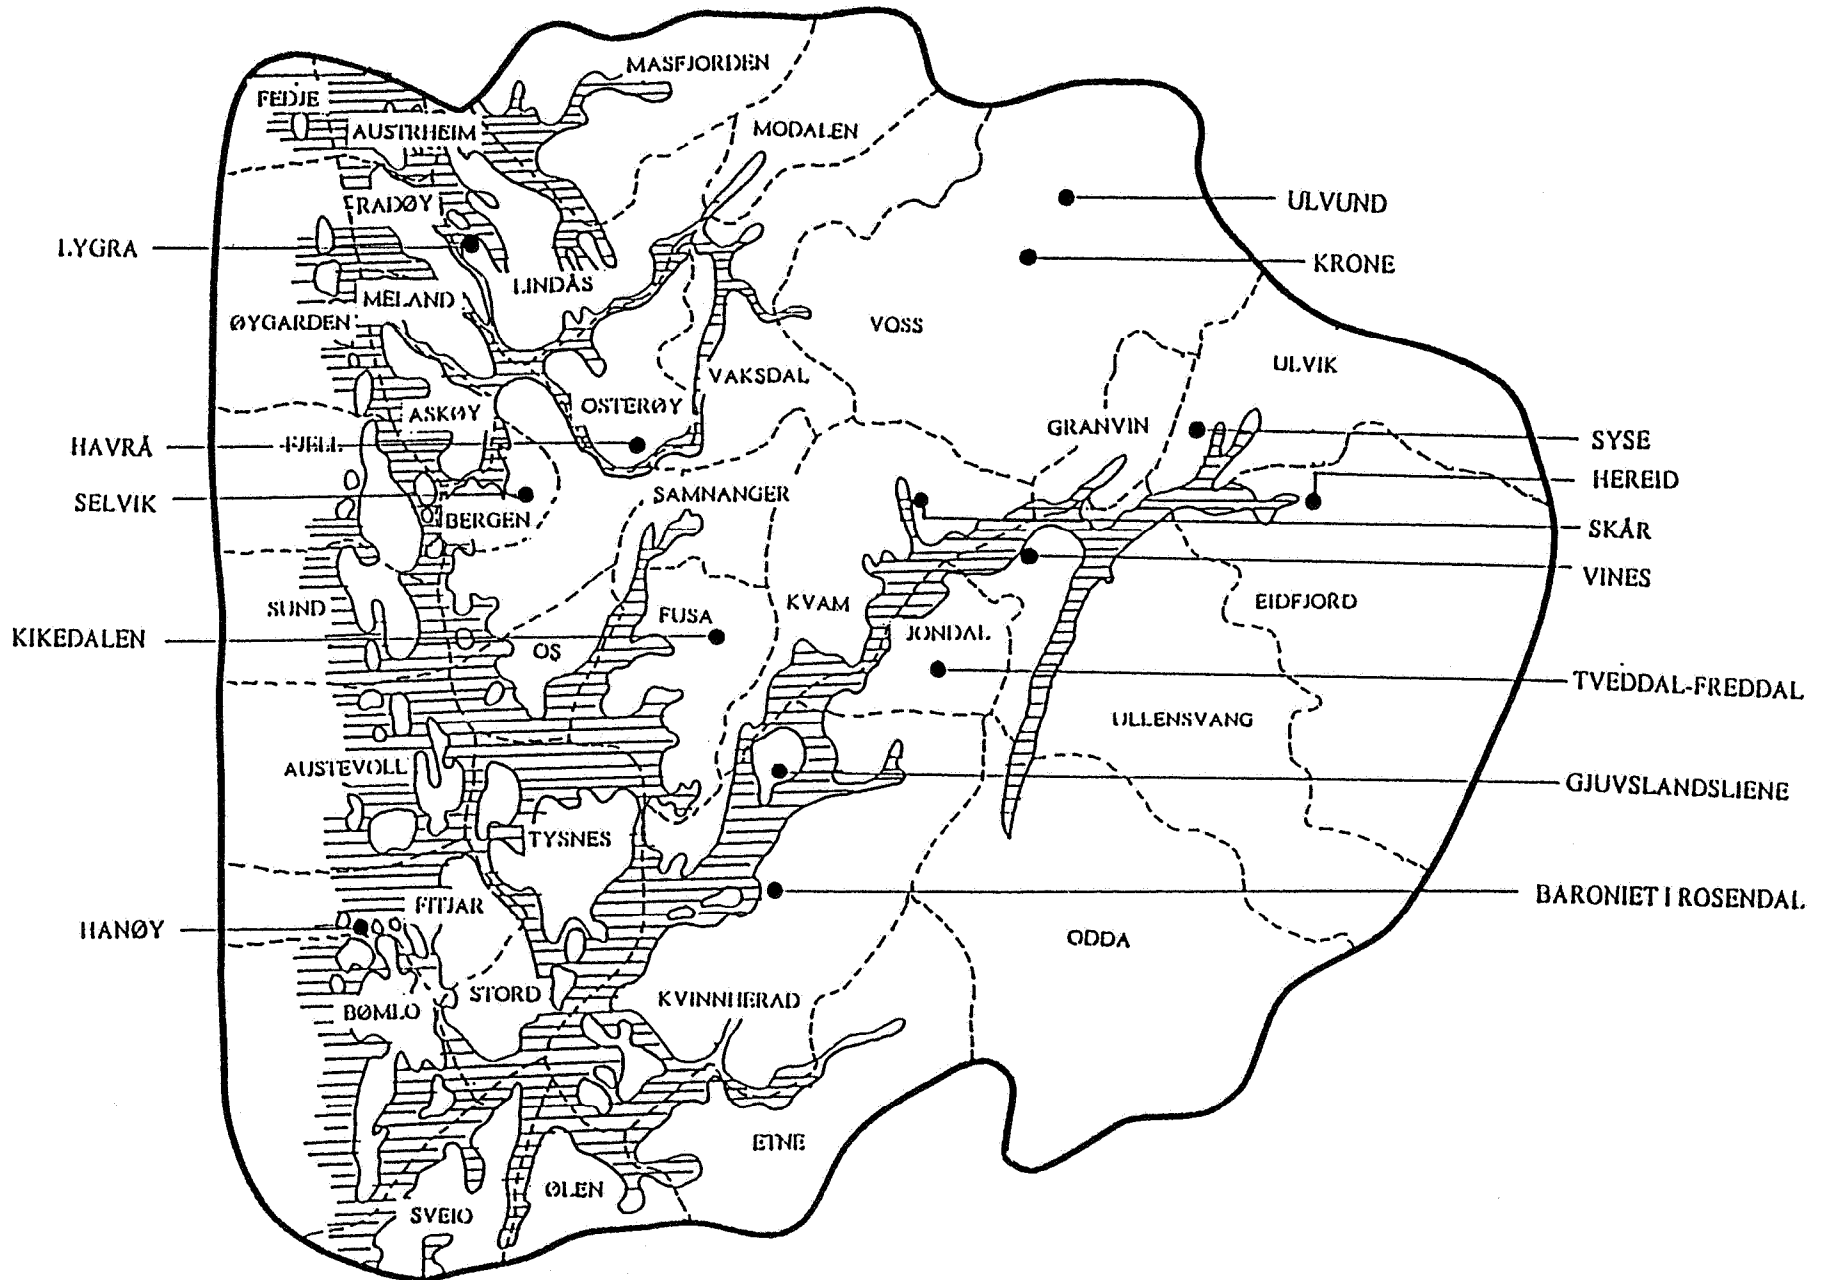 MASFJORDEN
FEDJE
AUSTRHEIM
MODALEN
RADØY
ULVUND
LYGRA
KRONE
LINDÅS
MELAND
ØYGARDEN
VOSS
ULVIK
VAKSDAL
ASKØY
OSTERØY
GRANVIN
HAVRÅ
FJELL
SYSE
HEREID
SELVIK
SAMNANGER
BERGEN
SKÅR
VINES
SUND
FUSA
KVAM
EIDFJORD
KIKEDALEN
OS
JONDAL
TVEDDAL-FREDDAL
ULLENSVANG
AUSTEVOLL
GJUVSLANDSLIENE
TYSNES
BARONIET I ROSENDAL
FITJAR
HANØY
ODDA
STORD
KVINNHERAD
BØMLO
ETNE
ØLEN
SVEIO